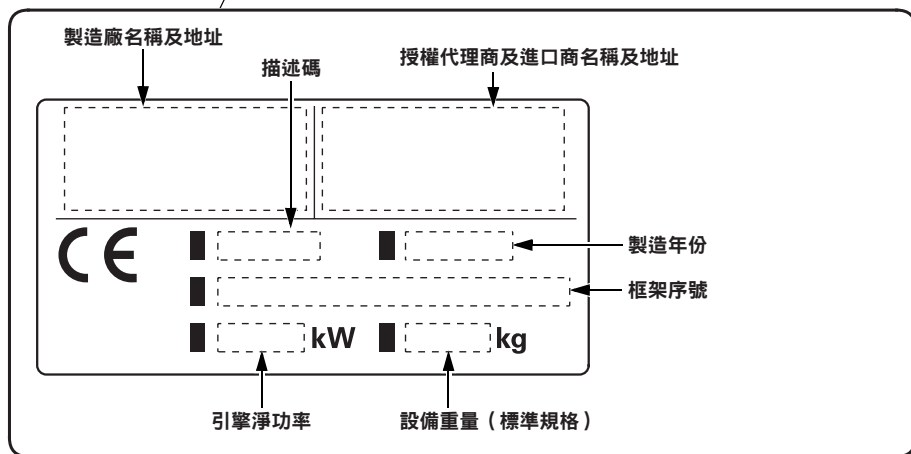 製造廠名稱及地址
描述碼
授權代理商及進口商名稱及地址
CE
製造年份
框架序號
kW
kg
引擎淨功率
設備重量（標準規格）